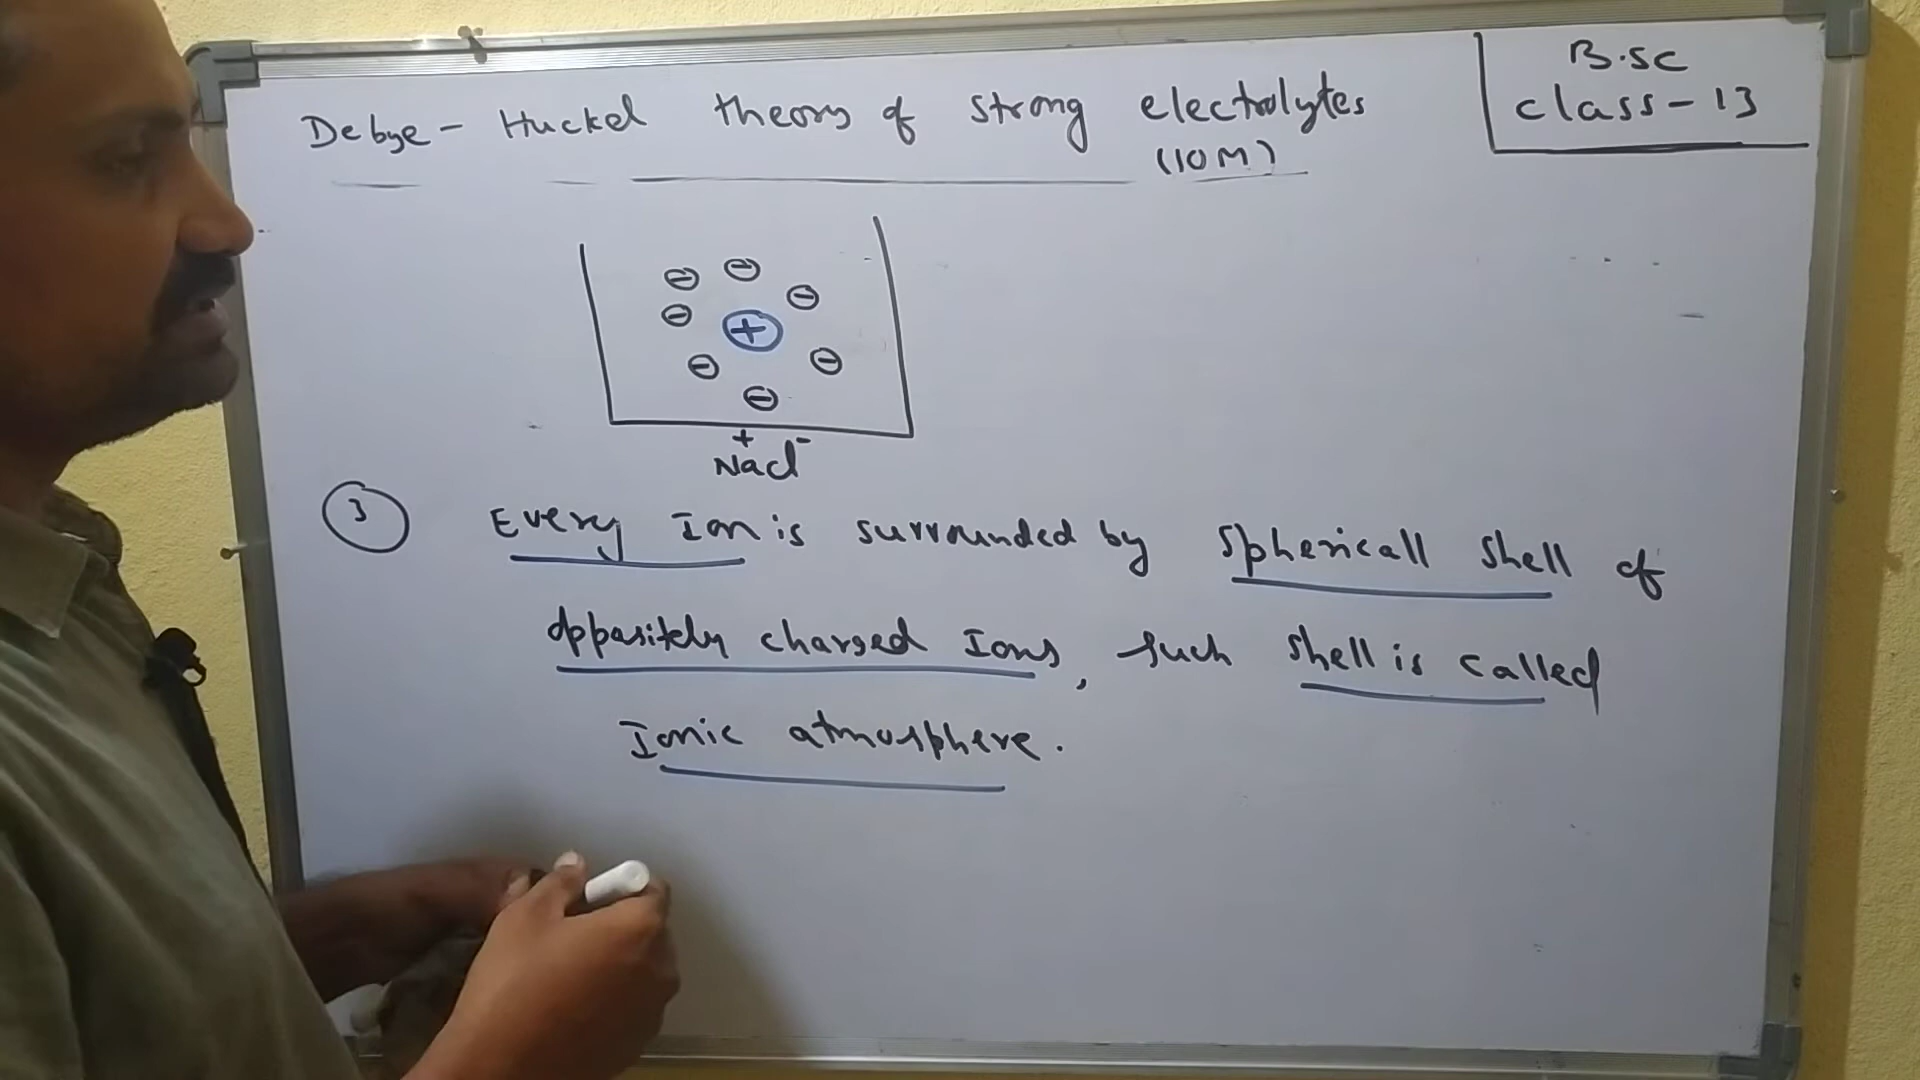 B.Sc
class-13
Debye - Huckel theory of strong electrolytes
(10M)
⊖ ⊖
⊖ ⊖
+
⊖ ⊖
⊖
+ -
Nacl
3 Every Ion is surrounded by sphericall shell of
oppositely charged Ions, such shell is called
Ionic atmosphere.